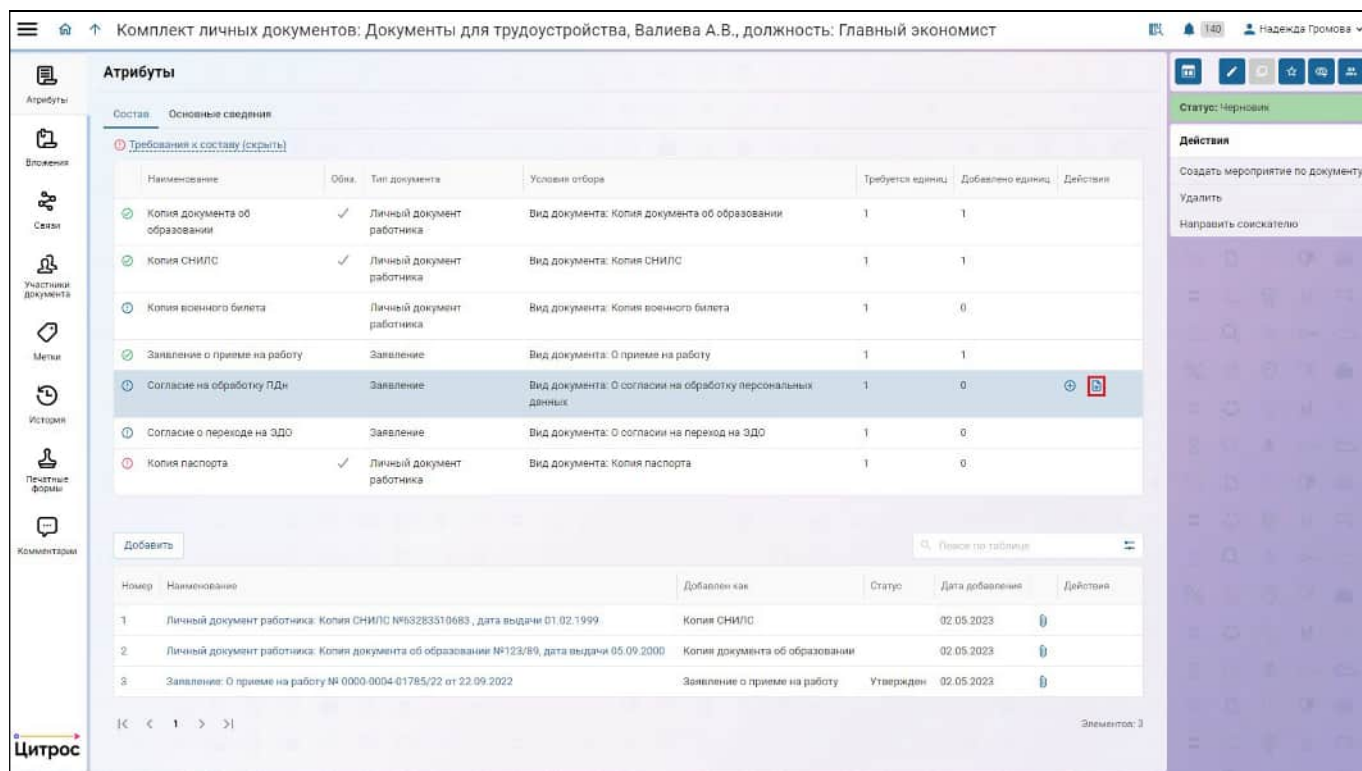 Комплект личных документов: Документы для трудоустройства, Валиева А.В., должность: Главный экономист
140
Надежда Громова
Атрибуты
Вложения
Связи
Участники
документа
Метки
История
Печатные
формы
Комментарии
Цитрос
Атрибуты
Состав Основные сведения
Требования к составу (скрыть)
Наименование Обяз. Тип документа Условия отбора Требуется единиц Добавлено единиц Действия
Копия документа об Личный документ Вид документа: Копия документа об образовании 1 1
образовании работника
Копия СНИЛС Личный документ Вид документа: Копия СНИЛС 1 1
работника
Копия военного билета Личный документ Вид документа: Копия военного билета 1 0
работника
Заявление о приеме на работу Заявление Вид документа: О приеме на работу 1 1
Согласие на обработку ПДн Заявление Вид документа: О согласии на обработку персональных 1 0
данных
Согласие о переходе на ЭДО Заявление Вид документа: О согласии на переход на ЭДО 1 0
Копия паспорта Личный документ Вид документа: Копия паспорта 1 0
работника
Добавить
Поиск по таблице
Номер Наименование Добавлен как Статус Дата добавления Действия
1 Личный документ работника: Копия СНИЛС №63283510683 , дата выдачи 01.02.1999 Копия СНИЛС 02.05.2023
2 Личный документ работника: Копия документа об образовании №123/89, дата выдачи 05.09.2000 Копия документа об образовании 02.05.2023
3 Заявление: О приеме на работу № 0000-0004-01785/22 от 22.09.2022 Заявление о приеме на работу Утвержден 02.05.2023
1
Элементов: 3
Статус: Черновик
Действия
Создать мероприятие по документу
Удалить
Направить соискателю